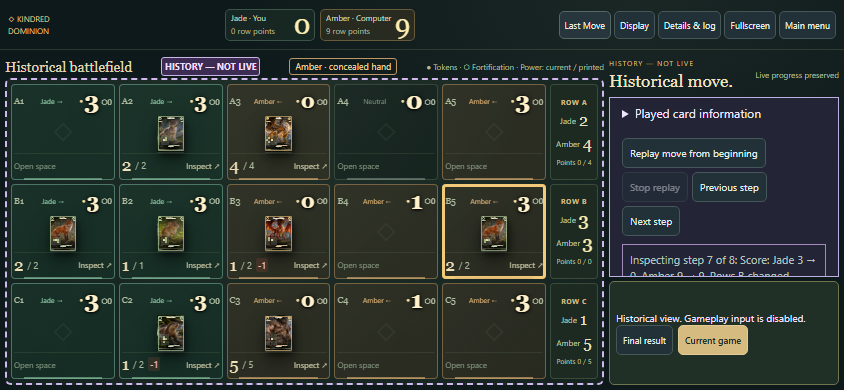 ◇ KINDRED
DOMINION
Jade · You
0 row points
0
Amber · Computer
9 row points
9
Last Move
Display
Details & log
Fullscreen
Main menu
Historical battlefield
HISTORY — NOT LIVE
Amber · concealed hand
● Tokens · ⬡ Fortification · Power: current / printed
A1 Jade → •3 ⬡0
Open space
A2 Jade → •3 ⬡0
2 / 2 Inspect ↗
A3 Amber ← •0 ⬡0
4 / 4 Inspect ↗
A4 Neutral •0 ⬡0
Open space
A5 Amber ← •3 ⬡0
Open space
ROW A
Jade 2
Amber 4
Points 0 / 4
B1 Jade → •3 ⬡0
2 / 2 Inspect ↗
B2 Jade → •3 ⬡0
1 / 1 Inspect ↗
B3 Amber ← •0 ⬡0
1 / 2 -1 Inspect ↗
B4 Amber ← •1 ⬡0
Open space
B5 Amber ← •3 ⬡0
2 / 2 Inspect ↗
ROW B
Jade 3
Amber 3
Points 0 / 0
C1 Jade → •3 ⬡0
Open space
C2 Jade → •3 ⬡0
1 / 2 -1 Inspect ↗
C3 Amber ← •0 ⬡0
5 / 5 Inspect ↗
C4 Amber ← •1 ⬡0
Open space
C5 Amber ← •3 ⬡0
Open space
ROW C
Jade 1
Amber 5
Points 0 / 5
HISTORY — NOT LIVE
Historical move.
Live progress preserved
▶ Played card information
Replay move from beginning
Stop replay
Previous step
Next step
Inspecting step 7 of 8: Score: Jade 3 →
0, Amber 9 → 9. Rows B changed
Historical view. Gameplay input is disabled.
Final result
Current game